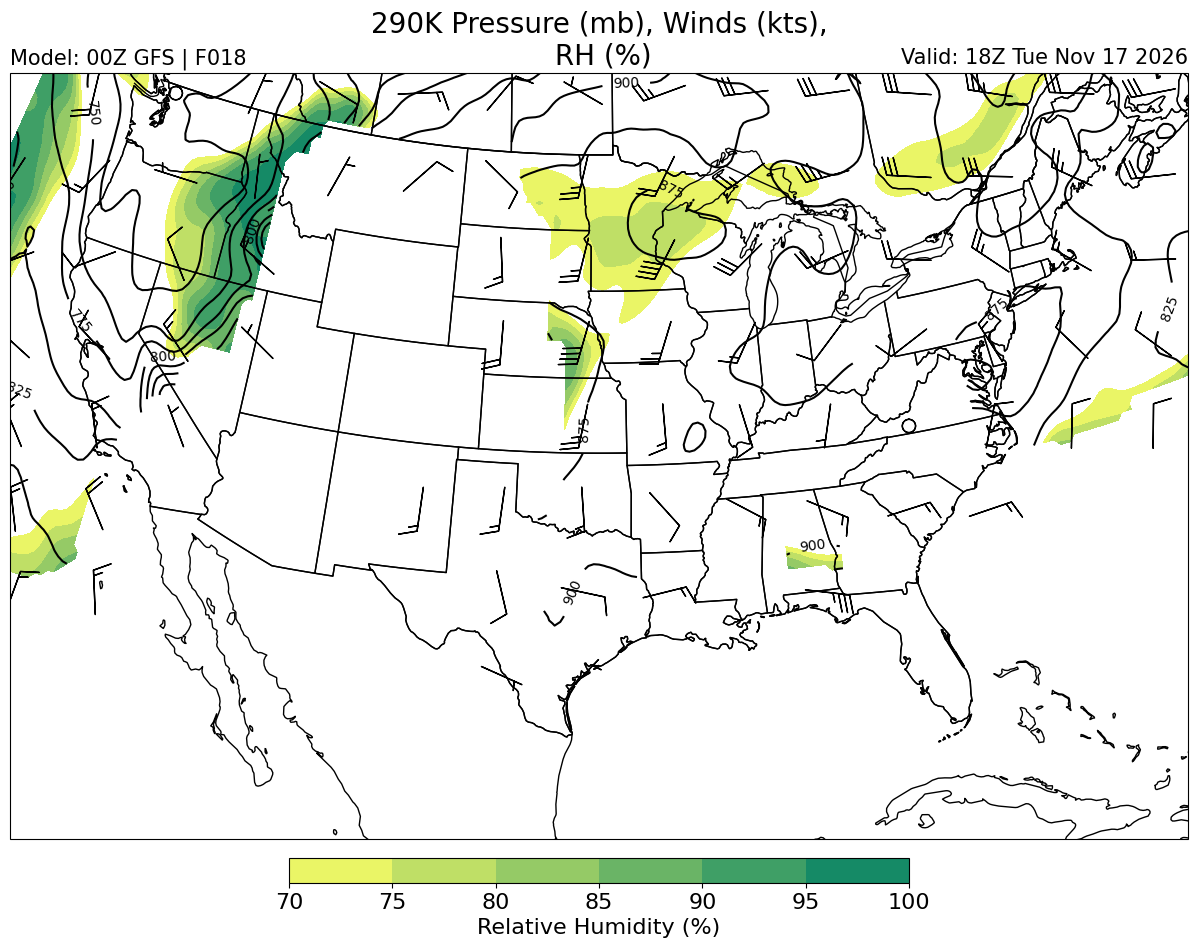 290K Pressure (mb), Winds (kts),
RH (%)
Model: 00Z GFS | F018
Valid: 18Z Tue Nov 17 2026
900
750
875
800
775
800
825
825
875
875
900
900
70 75 80 85 90 95 100
Relative Humidity (%)